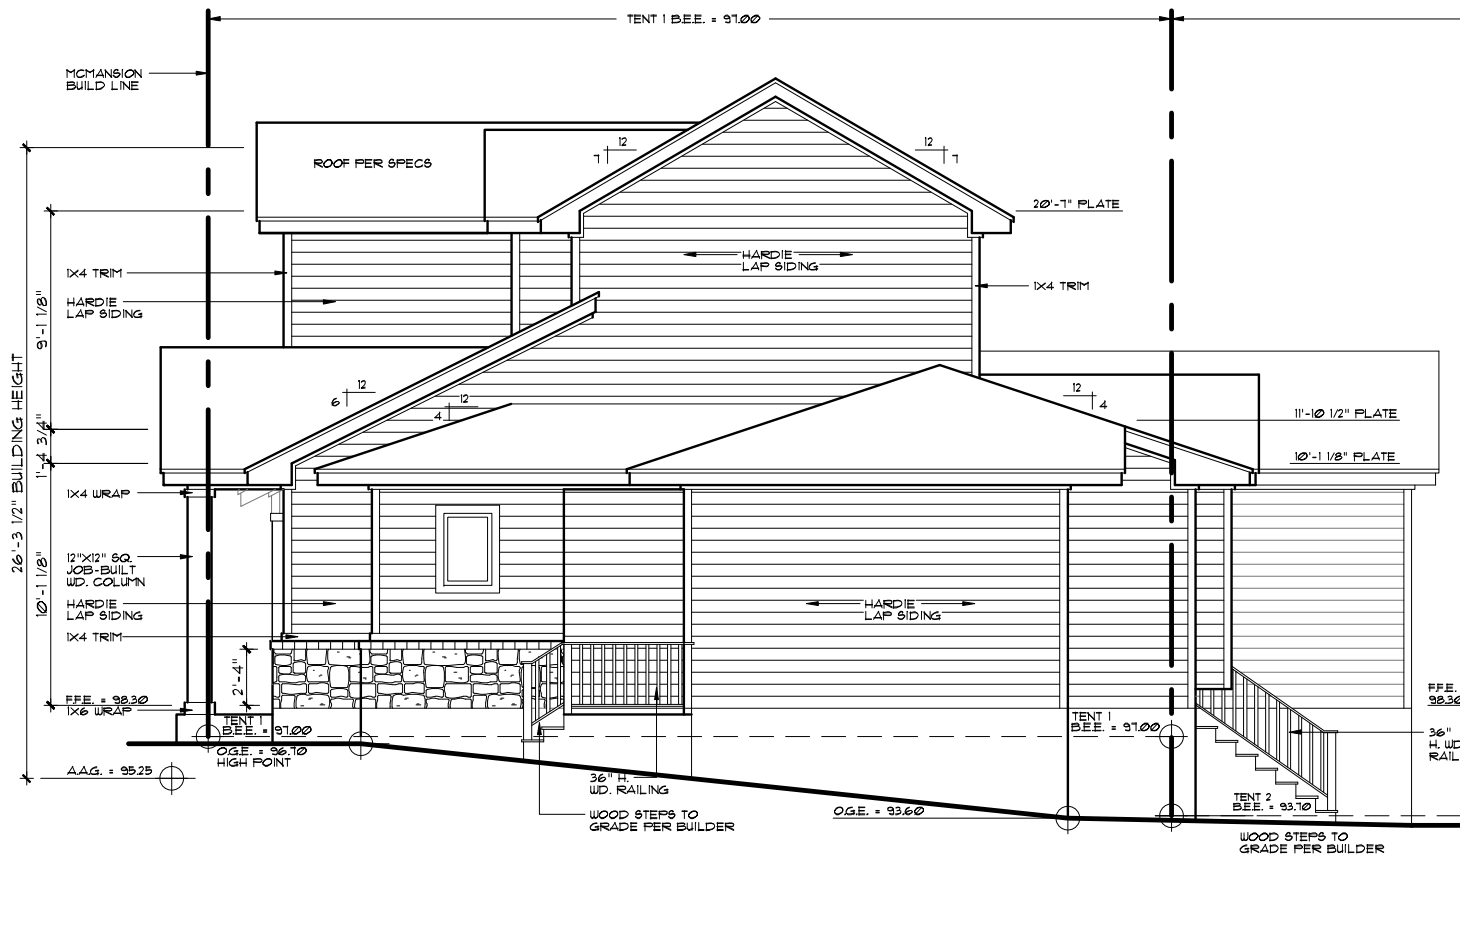 TENT 1 B.E.E. = 97.00
MCMANSION
BUILD LINE
ROOF PER SPECS
12
7
12
7
20'-7" PLATE
HARDIE
LAP SIDING
1X4 TRIM
1X4 TRIM
HARDIE
LAP SIDING
9'-1 1/8"
26'-3 1/2" BUILDING HEIGHT
12
6
12
4
12
4
11'-10 1/2" PLATE
1'-4 3/4"
10'-1 1/8" PLATE
1X4 WRAP
12"X12" SQ.
JOB-BUILT
WD. COLUMN
10'-1 1/8"
HARDIE
LAP SIDING
HARDIE
LAP SIDING
1X4 TRIM
2'-4"
F.F.E. = 98.30
1X6 WRAP
F.F.E.
98.30
TENT 1
B.E.E. = 97.00
TENT 1
B.E.E. = 97.00
36"
H. WD
RAIL
O.G.E. = 96.70
HIGH POINT
A.A.G. = 95.25
36" H.
WD. RAILING
TENT 2
B.E.E. = 93.70
WOOD STEPS TO
GRADE PER BUILDER
O.G.E. = 93.60
WOOD STEPS TO
GRADE PER BUILDER